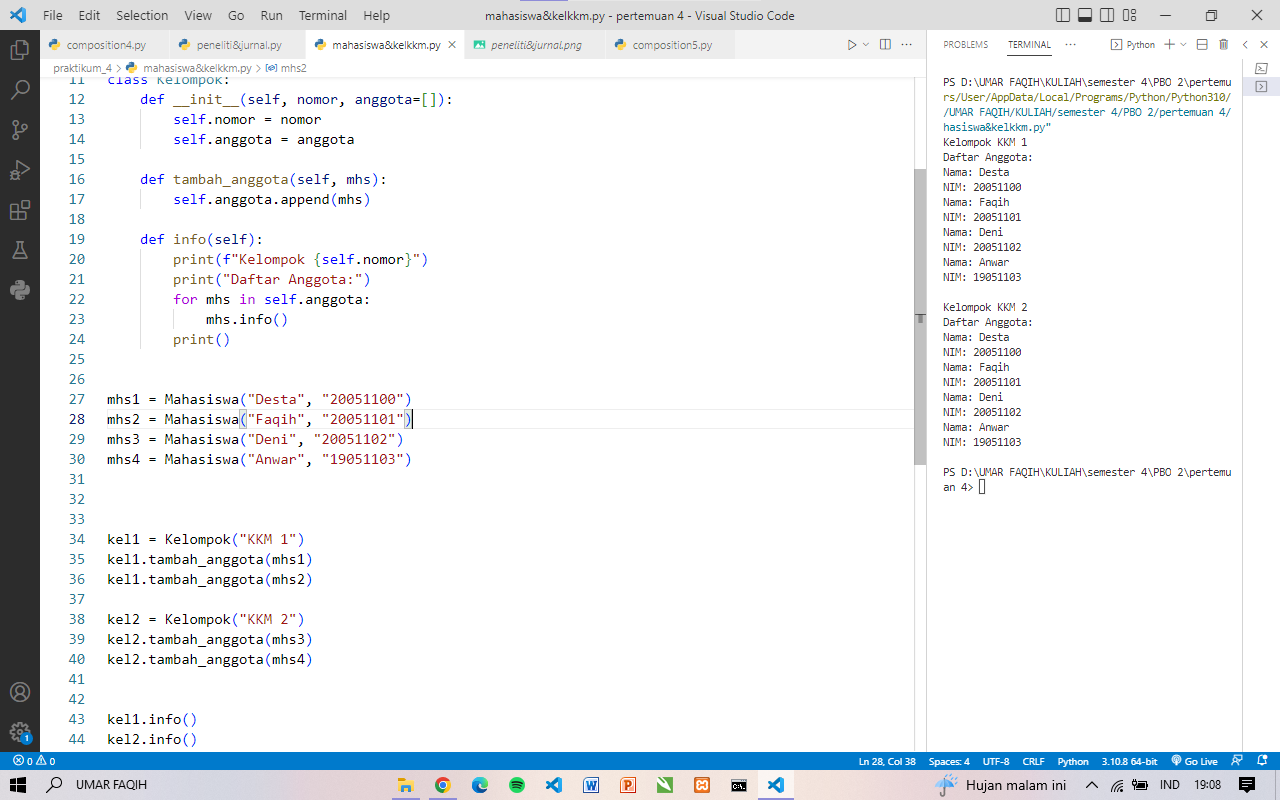 File Edit Selection View Go Run Terminal Help mahasiswa&kelkkm.py - pertemuan 4 - Visual Studio Code
composition4.py peneliti&jurnal.py mahasiswa&kelkkm.py peneliti&jurnal.png composition5.py
praktikum_4 > mahasiswa&kelkkm.py > mhs2
11 class Kelompok:
12 def __init__(self, nomor, anggota=[]):
13 self.nomor = nomor
14 self.anggota = anggota
15
16 def tambah_anggota(self, mhs):
17 self.anggota.append(mhs)
18
19 def info(self):
20 print(f"Kelompok {self.nomor}")
21 print("Daftar Anggota:")
22 for mhs in self.anggota:
23 mhs.info()
24 print()
25
26
27 mhs1 = Mahasiswa("Desta", "20051100")
28 mhs2 = Mahasiswa("Faqih", "20051101")
29 mhs3 = Mahasiswa("Deni", "20051102")
30 mhs4 = Mahasiswa("Anwar", "19051103")
31
32
33
34 kel1 = Kelompok("KKM 1")
35 kel1.tambah_anggota(mhs1)
36 kel1.tambah_anggota(mhs2)
37
38 kel2 = Kelompok("KKM 2")
39 kel2.tambah_anggota(mhs3)
40 kel2.tambah_anggota(mhs4)
41
42
43 kel1.info()
44 kel2.info()
PROBLEMS TERMINAL ... Python
PS D:\UMAR FAQIH\KULIAH\semester 4\PBO 2\pertemu
rs/User/AppData/Local/Programs/Python/Python310/
/UMAR FAQIH/KULIAH/semester 4/PBO 2/pertemuan 4/
hasiswa&kelkkm.py"
Kelompok KKM 1
Daftar Anggota:
Nama: Desta
NIM: 20051100
Nama: Faqih
NIM: 20051101
Nama: Deni
NIM: 20051102
Nama: Anwar
NIM: 19051103
Kelompok KKM 2
Daftar Anggota:
Nama: Desta
NIM: 20051100
Nama: Faqih
NIM: 20051101
Nama: Deni
NIM: 20051102
Nama: Anwar
NIM: 19051103
PS D:\UMAR FAQIH\KULIAH\semester 4\PBO 2\pertemu
an 4>
1
0 0 Ln 28, Col 38 Spaces: 4 UTF-8 CRLF Python 3.10.8 64-bit Go Live
UMAR FAQIH Hujan malam ini IND 19:08